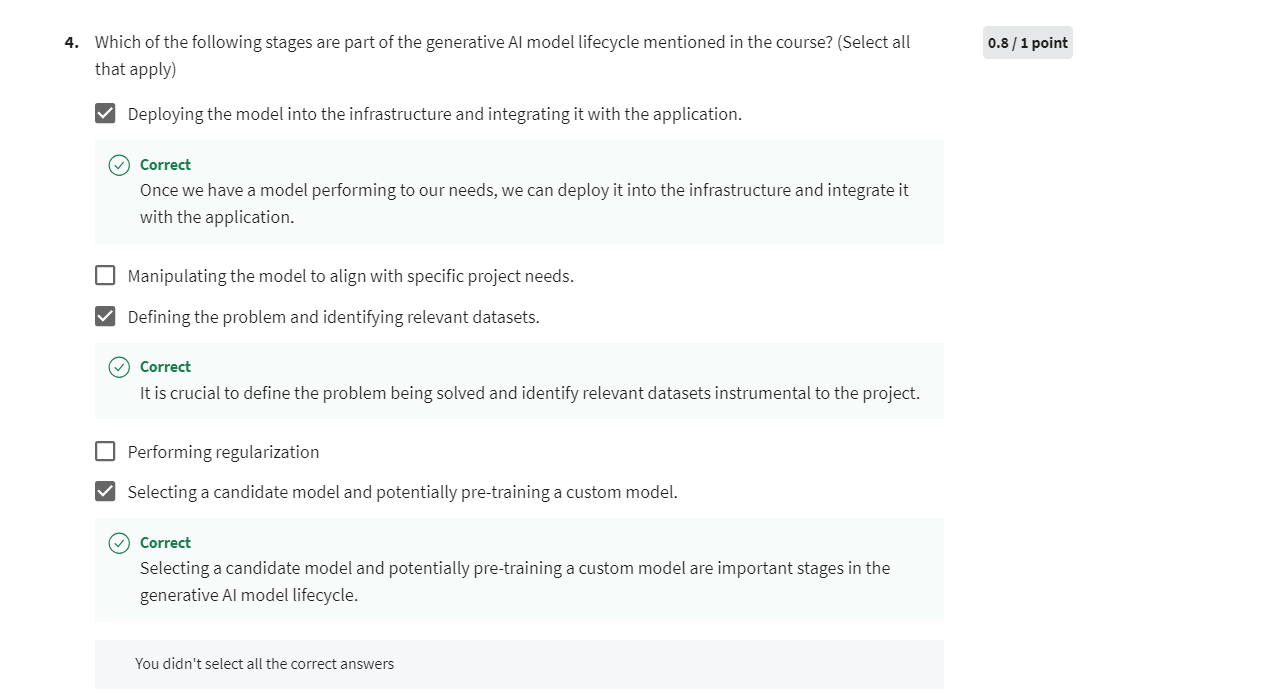 4. Which of the following stages are part of the generative AI model lifecycle mentioned in the course? (Select all
0.8 / 1 point
that apply)
Deploying the model into the infrastructure and integrating it with the application.
Correct
Once we have a model performing to our needs, we can deploy it into the infrastructure and integrate it
with the application.
Manipulating the model to align with specific project needs.
Defining the problem and identifying relevant datasets.
Correct
It is crucial to define the problem being solved and identify relevant datasets instrumental to the project.
Performing regularization
Selecting a candidate model and potentially pre-training a custom model.
Correct
Selecting a candidate model and potentially pre-training a custom model are important stages in the
generative AI model lifecycle.
You didn't select all the correct answers